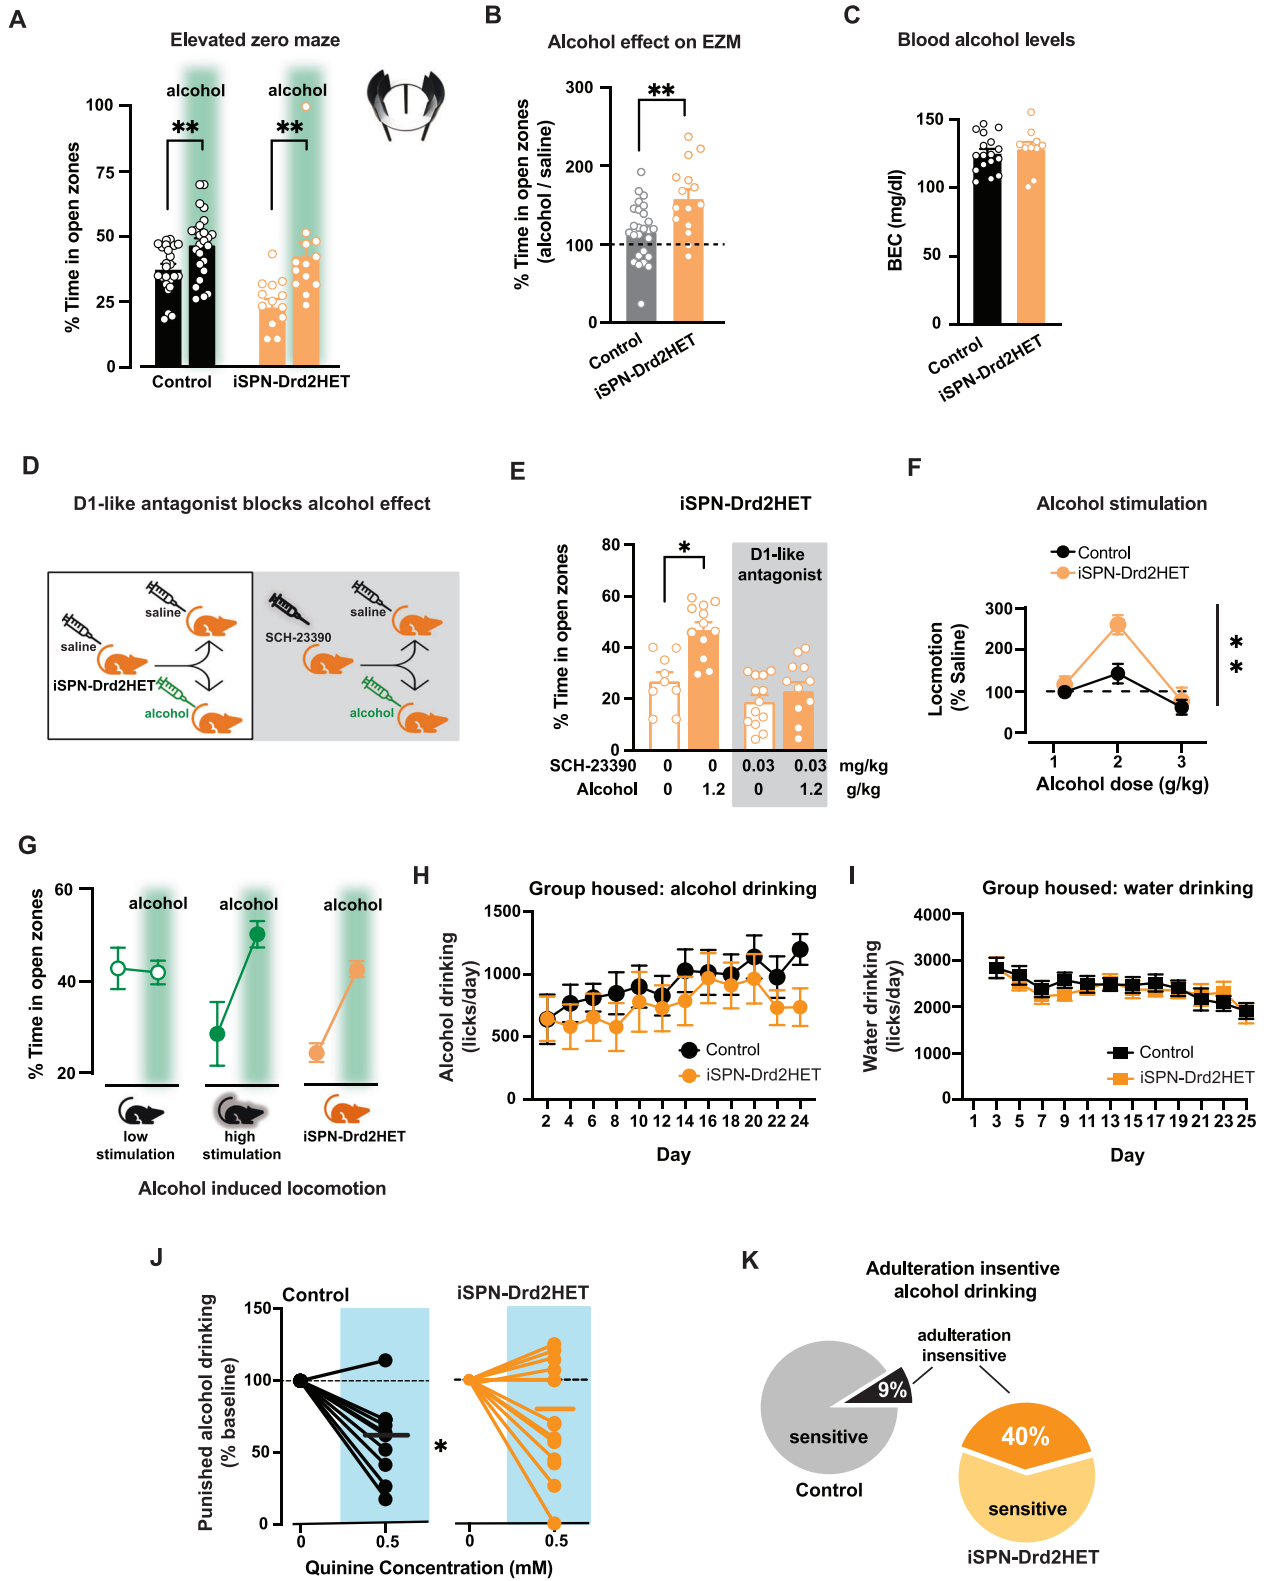 A
Elevated zero maze
alcohol
alcohol
**
**
% Time in open zones
100
75
50
25
0
Control
iSPN-Drd2HET
B
Alcohol effect on EZM
**
% Time in open zones
(alcohol / saline)
300
200
100
0
Control
iSPN-Drd2HET
C
Blood alcohol levels
BEC (mg/dl)
150
100
50
0
Control
iSPN-Drd2HET
D
D1-like antagonist blocks alcohol effect
saline
saline
iSPN-Drd2HET
alcohol
SCH-23390
saline
alcohol
E
iSPN-Drd2HET
D1-like
antagonist
*
% Time in open zones
80
60
40
20
0
SCH-23390 0 0 0.03 0.03 mg/kg
Alcohol 0 1.2 0 1.2 g/kg
F
Alcohol stimulation
Control
iSPN-Drd2HET
Locmotion
(% Saline)
300
200
100
0
**
1 2 3
Alcohol dose (g/kg)
G
% Time in open zones
60
40
20
alcohol
alcohol
alcohol
low
stimulation
high
stimulation
iSPN-Drd2HET
Alcohol induced locomotion
H
Group housed: alcohol drinking
Alcohol drinking
(licks/day)
1500
1000
500
0
Control
iSPN-Drd2HET
2 4 6 8 10 12 14 16 18 20 22 24
Day
I
Group housed: water drinking
Water drinking
(licks/day)
4000
3000
2000
1000
0
Control
iSPN-Drd2HET
1 3 5 7 9 11 13 15 17 19 21 23 25
Day
J
Control
iSPN-Drd2HET
Punished alcohol drinking
(% baseline)
150
100
50
0
*
0 0.5 0 0.5
Quinine Concentration (mM)
K
Adulteration insentive
alcohol drinking
adulteration
insensitive
9%
sensitive
Control
40%
sensitive
iSPN-Drd2HET